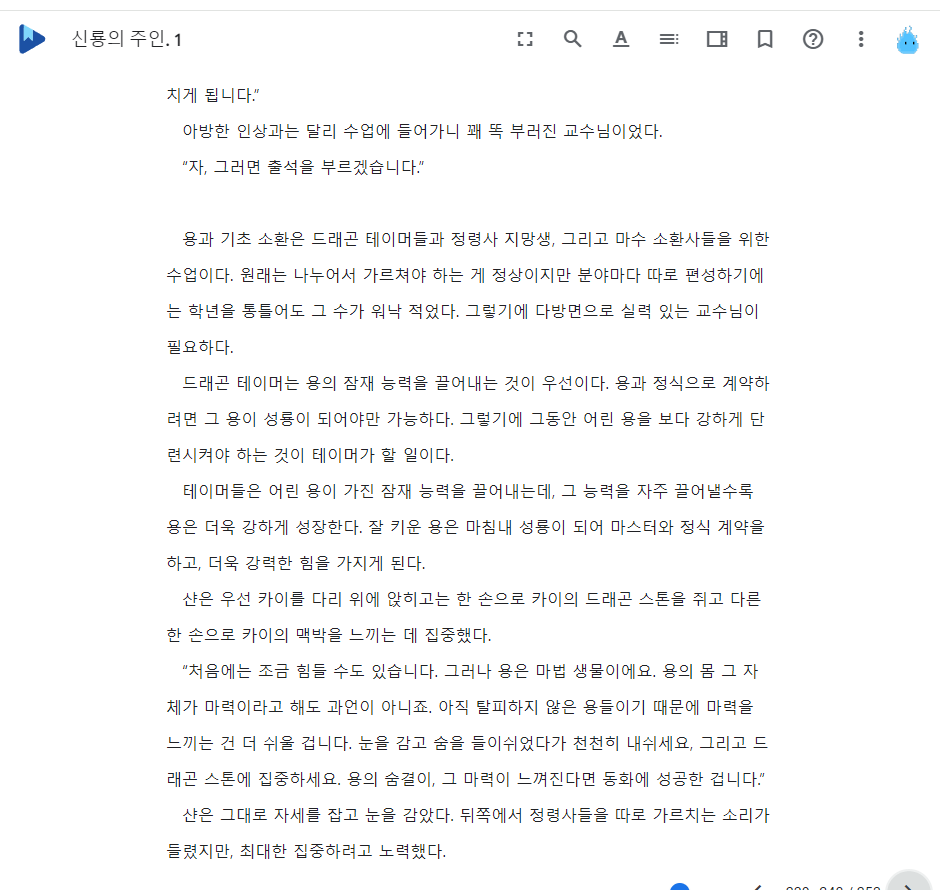 신룡의 주인. 1
치게 됩니다."
아방한 인상과는 달리 수업에 들어가니 꽤 똑 부러진 교수님이었다.
"자, 그러면 출석을 부르겠습니다."
용과 기초 소환은 드래곤 테이머들과 정령사 지망생, 그리고 마수 소환사들을 위한
수업이다. 원래는 나누어서 가르쳐야 하는 게 정상이지만 분야마다 따로 편성하기에
는 학년을 통틀어도 그 수가 워낙 적었다. 그렇기에 다방면으로 실력 있는 교수님이
필요하다.
드래곤 테이머는 용의 잠재 능력을 끌어내는 것이 우선이다. 용과 정식으로 계약하
려면 그 용이 성룡이 되어야만 가능하다. 그렇기에 그동안 어린 용을 보다 강하게 단
련시켜야 하는 것이 테이머가 할 일이다.
테이머들은 어린 용이 가진 잠재 능력을 끌어내는데, 그 능력을 자주 끌어낼수록
용은 더욱 강하게 성장한다. 잘 키운 용은 마침내 성룡이 되어 마스터와 정식 계약을
하고, 더욱 강력한 힘을 가지게 된다.
샨은 우선 카이를 다리 위에 앉히고는 한 손으로 카이의 드래곤 스톤을 쥐고 다른
한 손으로 카이의 맥박을 느끼는 데 집중했다.
"처음에는 조금 힘들 수도 있습니다. 그러나 용은 마법 생물이에요. 용의 몸 그 자
체가 마력이라고 해도 과언이 아니죠. 아직 탈피하지 않은 용들이기 때문에 마력을
느끼는 건 더 쉬울 겁니다. 눈을 감고 숨을 들이쉬었다가 천천히 내쉬세요, 그리고 드
래곤 스톤에 집중하세요. 용의 숨결이, 그 마력이 느껴진다면 동화에 성공한 겁니다."
샨은 그대로 자세를 잡고 눈을 감았다. 뒤쪽에서 정령사들을 따로 가르치는 소리가
들렸지만, 최대한 집중하려고 노력했다.